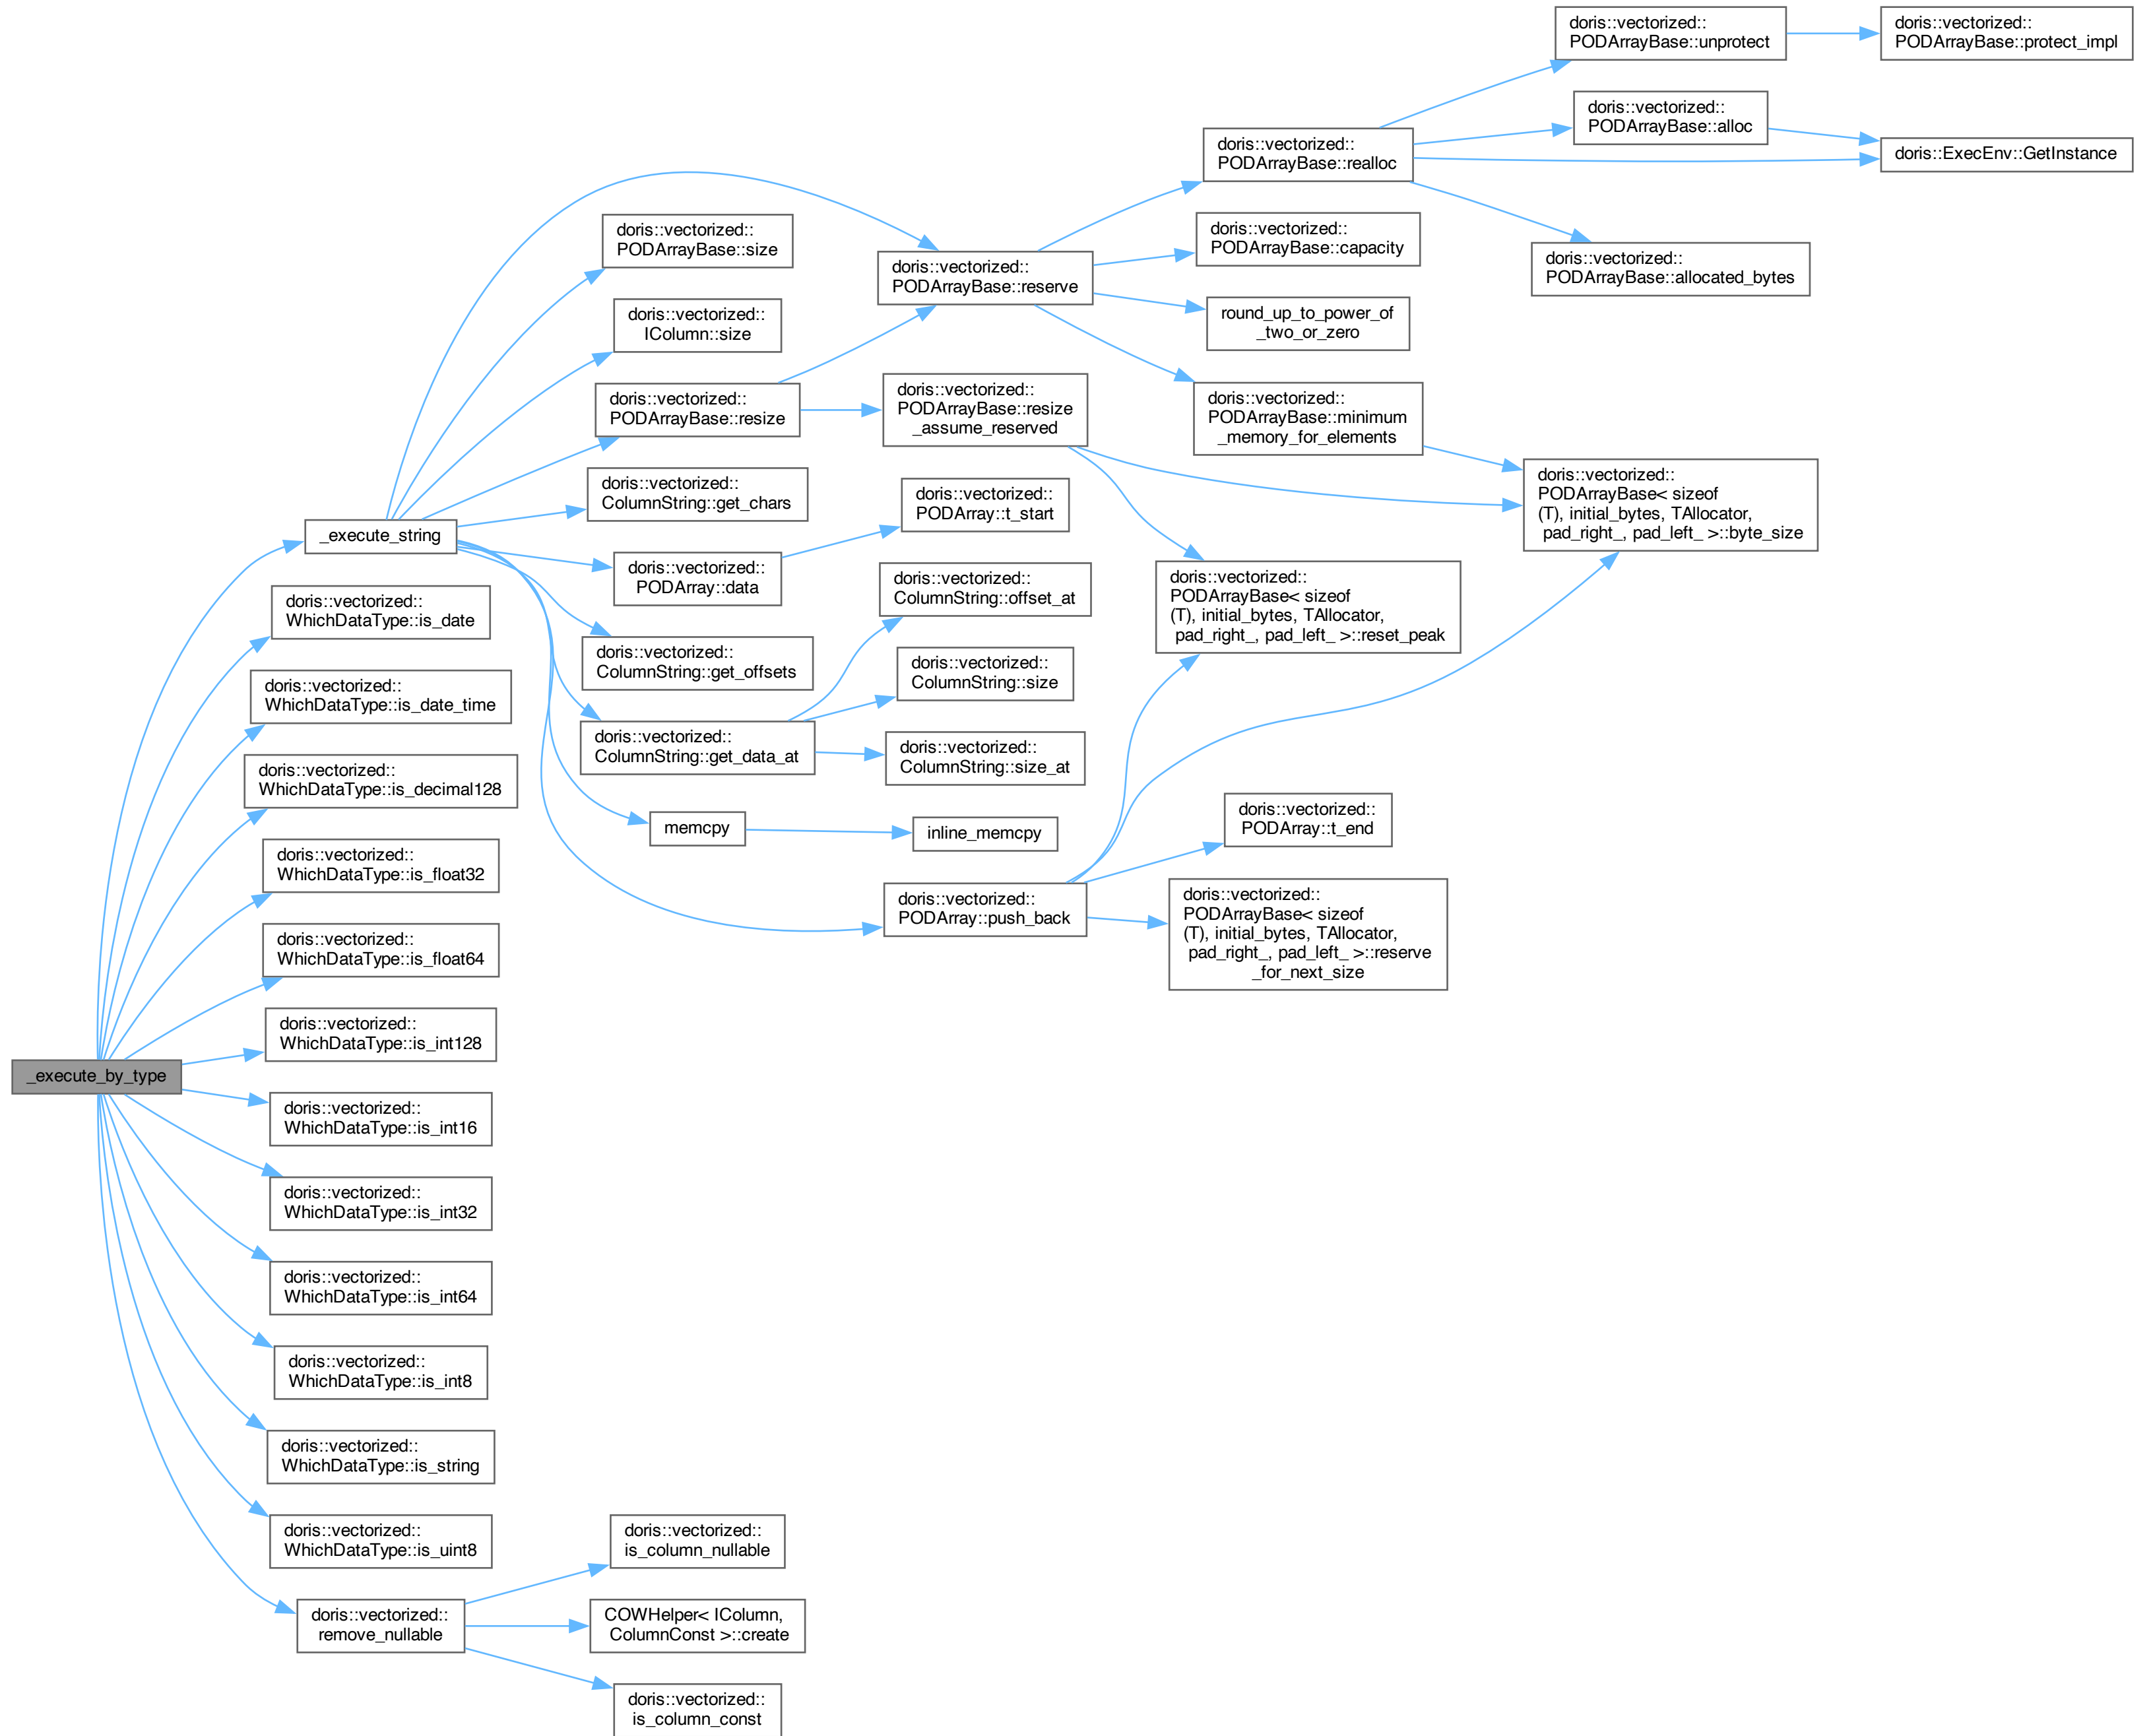 _execute_by_type
_execute_string
doris::vectorized::
WhichDataType::is_date
doris::vectorized::
WhichDataType::is_date_time
doris::vectorized::
WhichDataType::is_decimal128
doris::vectorized::
WhichDataType::is_float32
doris::vectorized::
WhichDataType::is_float64
doris::vectorized::
WhichDataType::is_int128
doris::vectorized::
WhichDataType::is_int16
doris::vectorized::
WhichDataType::is_int32
doris::vectorized::
WhichDataType::is_int64
doris::vectorized::
WhichDataType::is_int8
doris::vectorized::
WhichDataType::is_string
doris::vectorized::
WhichDataType::is_uint8
doris::vectorized::
remove_nullable
doris::vectorized::
PODArrayBase::size
doris::vectorized::
IColumn::size
doris::vectorized::
PODArrayBase::resize
doris::vectorized::
ColumnString::get_chars
doris::vectorized::
PODArray::data
doris::vectorized::
ColumnString::get_offsets
doris::vectorized::
ColumnString::get_data_at
memcpy
doris::vectorized::
is_column_nullable
COWHelper< IColumn,
ColumnConst >::create
doris::vectorized::
is_column_const
doris::vectorized::
PODArrayBase::reserve
doris::vectorized::
PODArrayBase::resize
_assume_reserved
doris::vectorized::
PODArray::t_start
doris::vectorized::
ColumnString::offset_at
doris::vectorized::
ColumnString::size
doris::vectorized::
ColumnString::size_at
inline_memcpy
doris::vectorized::
PODArray::push_back
doris::vectorized::
PODArrayBase::realloc
doris::vectorized::
PODArrayBase::capacity
round_up_to_power_of
_two_or_zero
doris::vectorized::
PODArrayBase::minimum
_memory_for_elements
doris::vectorized::
PODArrayBase< sizeof
(T), initial_bytes, TAllocator,
pad_right_, pad_left_ >::reset_peak
doris::vectorized::
PODArray::t_end
doris::vectorized::
PODArrayBase< sizeof
(T), initial_bytes, TAllocator,
pad_right_, pad_left_ >::reserve
_for_next_size
doris::vectorized::
PODArrayBase::unprotect
doris::vectorized::
PODArrayBase::alloc
doris::vectorized::
PODArrayBase::allocated_bytes
doris::vectorized::
PODArrayBase< sizeof
(T), initial_bytes, TAllocator,
pad_right_, pad_left_ >::byte_size
doris::vectorized::
PODArrayBase::protect_impl
doris::ExecEnv::GetInstance